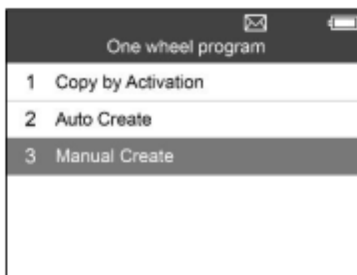 One wheel program
1 Copy by Activation
2 Auto Create
3 Manual Create